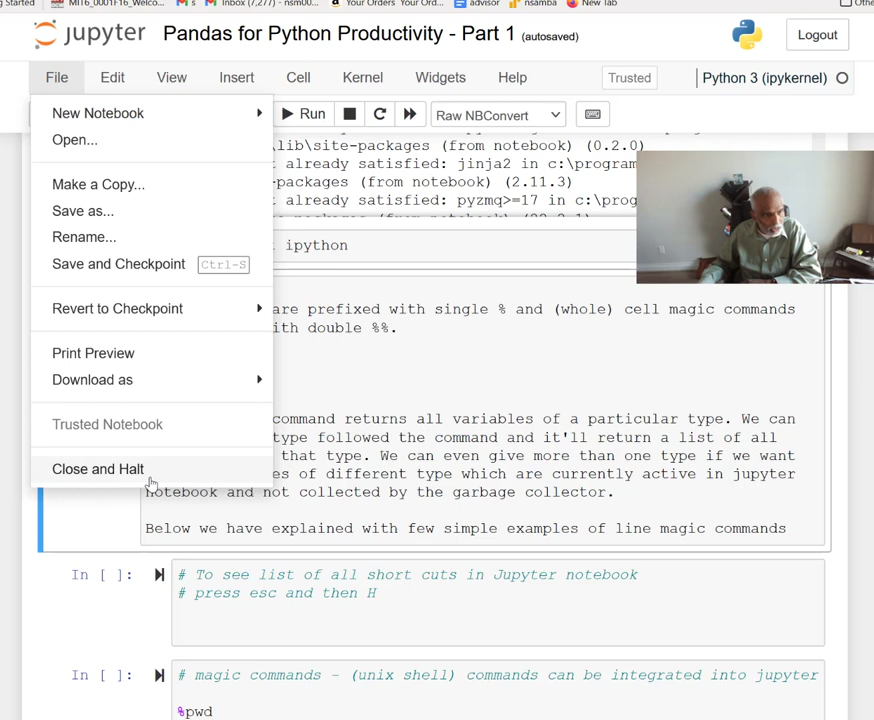 ng Started MIT6_0001F16_Welco... Inbox (7,277) - nsm00... Your Orders Your Ord... advisor nsamba New Tab Othe
jupyter Pandas for Python Productivity - Part 1 (autosaved) Logout
File Edit View Insert Cell Kernel Widgets Help Trusted Python 3 (ipykernel)
Run Raw NBConvert
New Notebook
Open...
Make a Copy...
Save as...
Rename...
Save and Checkpoint Ctrl-S
Revert to Checkpoint
Print Preview
Download as
Trusted Notebook
Close and Halt
\lib\site-packages (from notebook) (0.2.0)
t already satisfied: jinja2 in c:\program
-packages (from notebook) (2.11.3)
t already satisfied: pyzmq>=17 in c:\prog
ipython
are prefixed with single % and (whole) cell magic commands
ith double %%.
command returns all variables of a particular type. We can
type followed the command and it'll return a list of all
that type. We can even give more than one type if we want
es of different type which are currently active in jupyter
notebook and not collected by the garbage collector.
Below we have explained with few simple examples of line magic commands
In [ ]: # To see list of all short cuts in Jupyter notebook
# press esc and then H
In [ ]: # magic commands - (unix shell) commands can be integrated into jupyter
%pwd